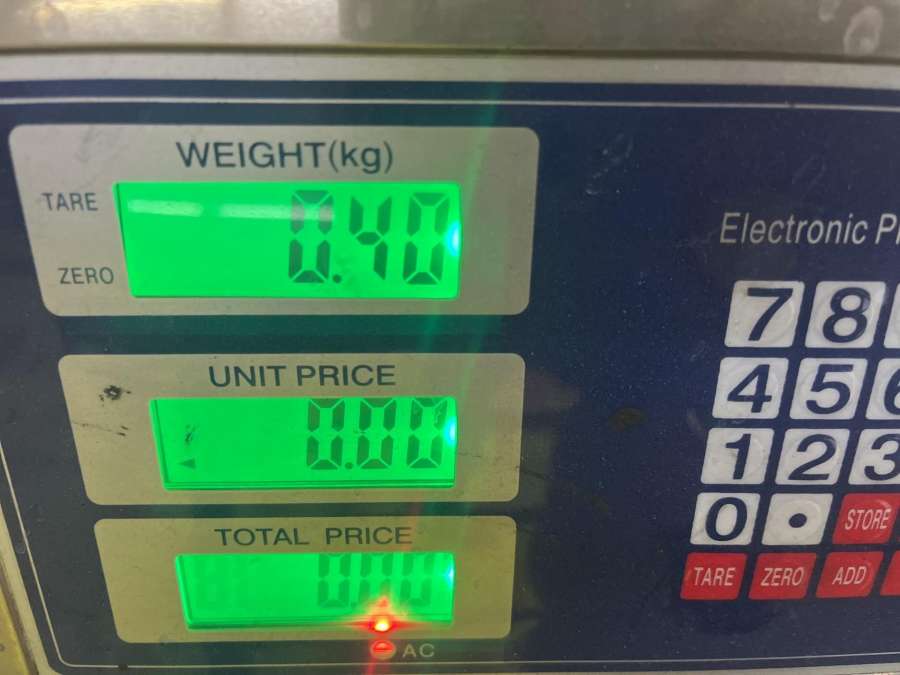 WEIGHT(kg)
TARE
0.40
ZERO
Electronic
UNIT PRICE
0.00
TOTAL PRICE
0.00
AC
7 8
4 5 6
1 2 3
0 • STORE
TARE ZERO ADD